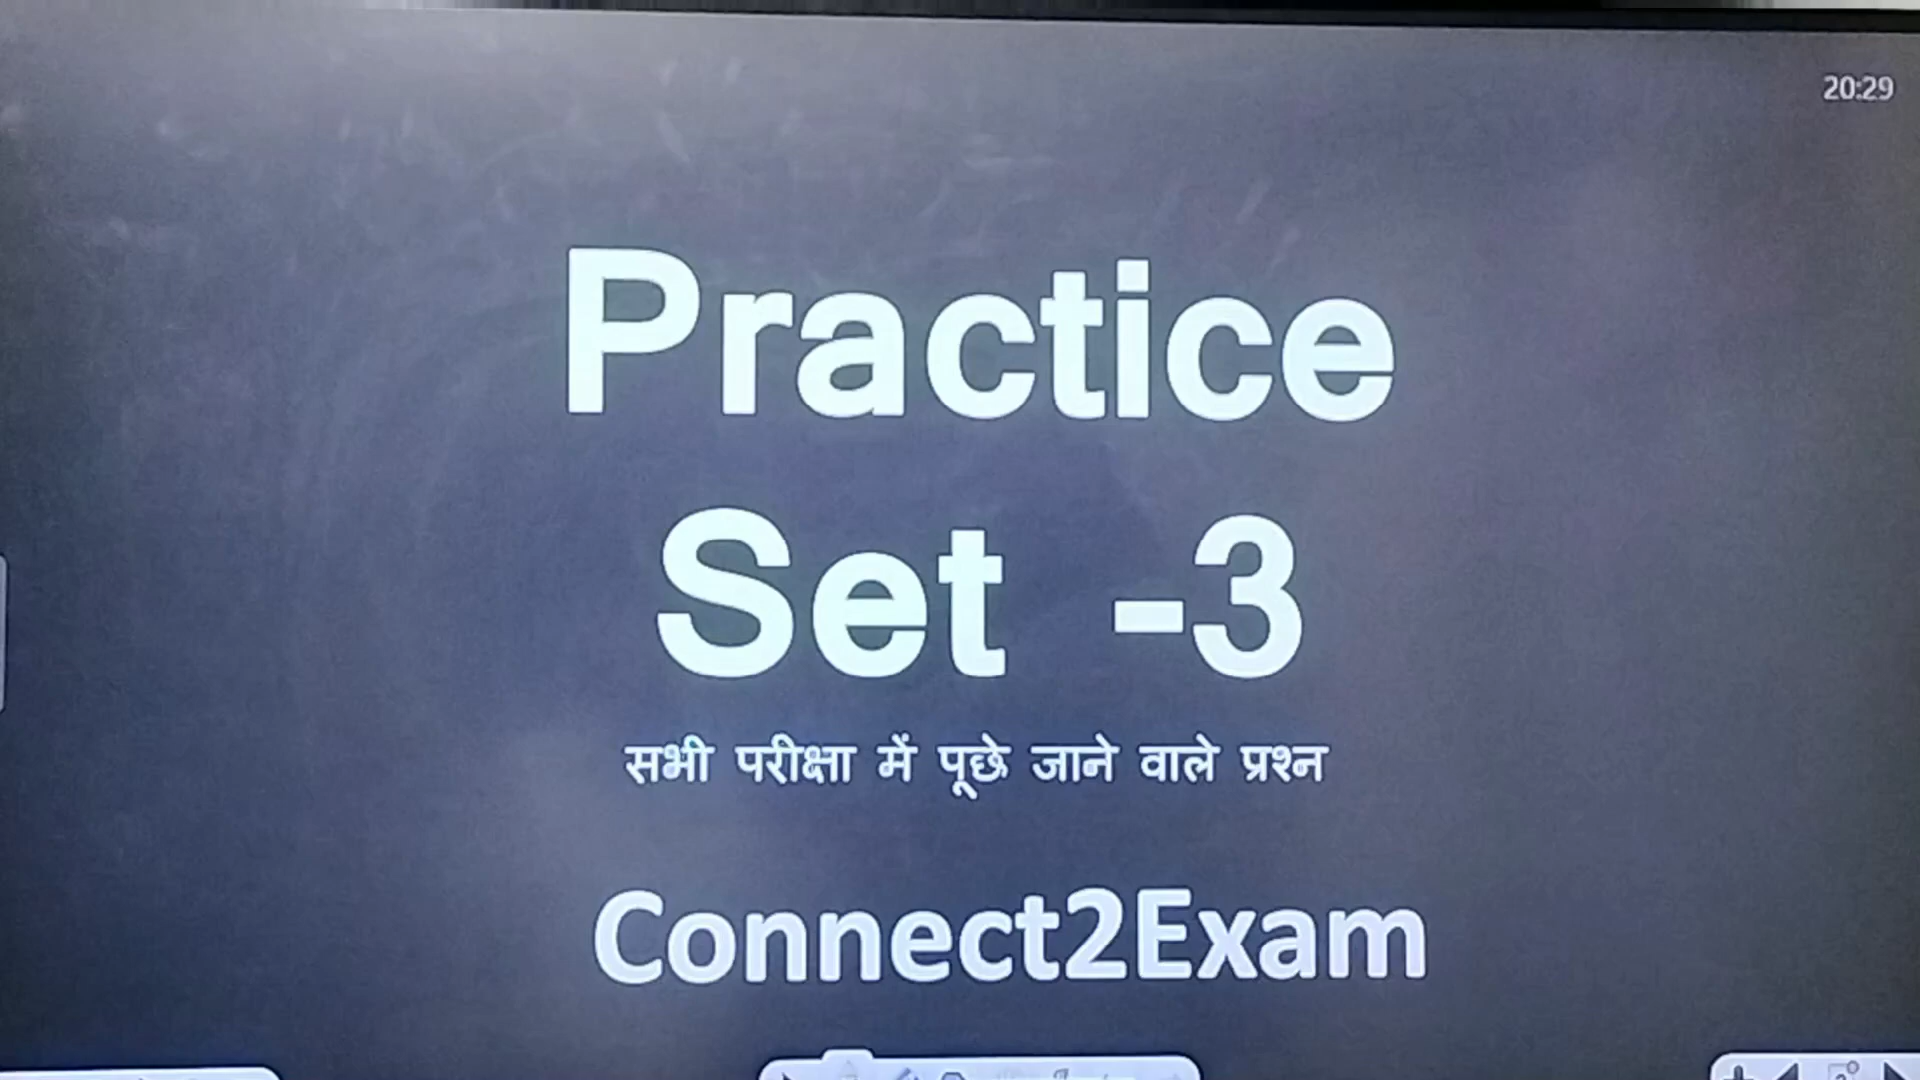 20:29
Practice
Set -3
सभी परीक्षा में पूछे जाने वाले प्रश्न
Connect2Exam